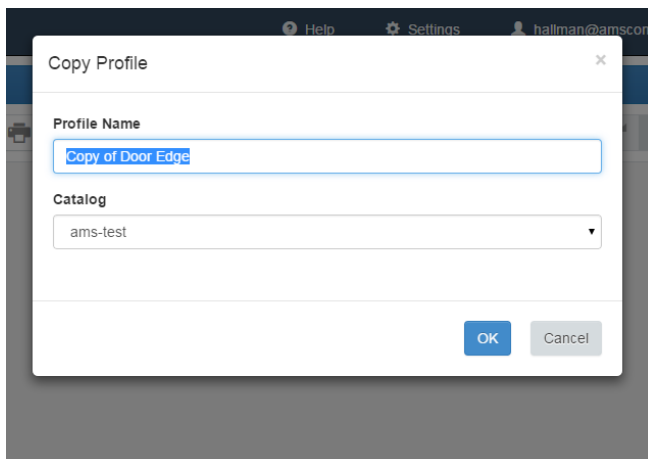 Help Settings hallman@amscon
Copy Profile ×
Profile Name
Copy of Door Edge
Catalog
ams-test
OK Cancel